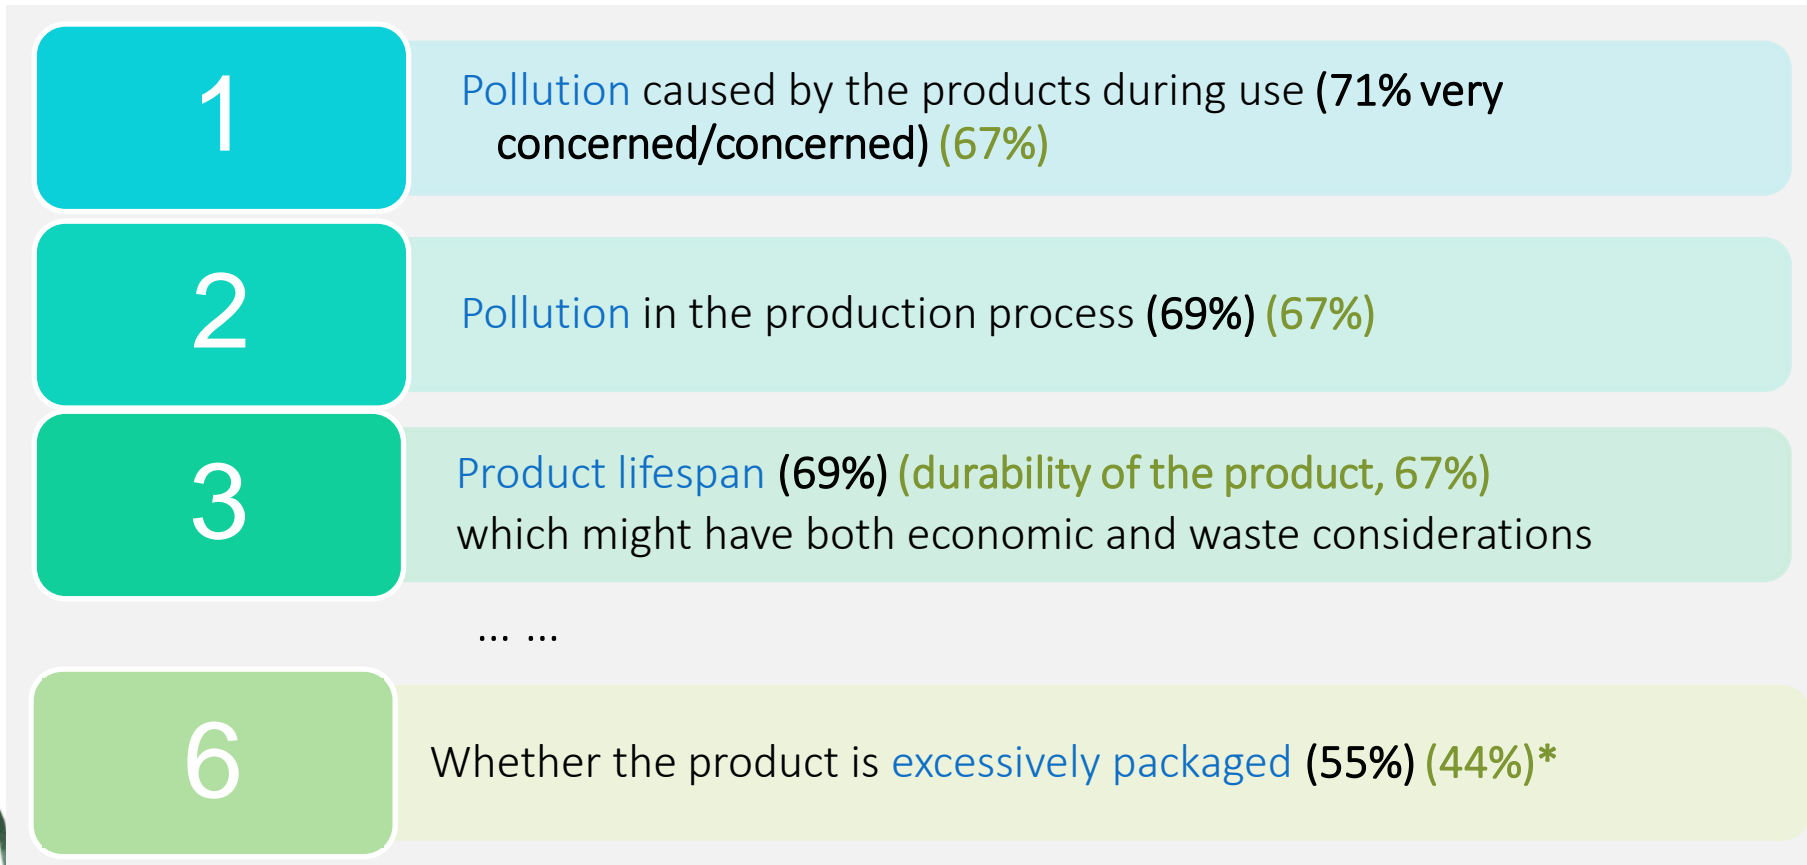 1
Pollution caused by the products during use (71% very
concerned/concerned) (67%)
2
Pollution in the production process (69%) (67%)
3
Product lifespan (69%) (durability of the product, 67%)
which might have both economic and waste considerations
... ...
6
Whether the product is excessively packaged (55%) (44%)*